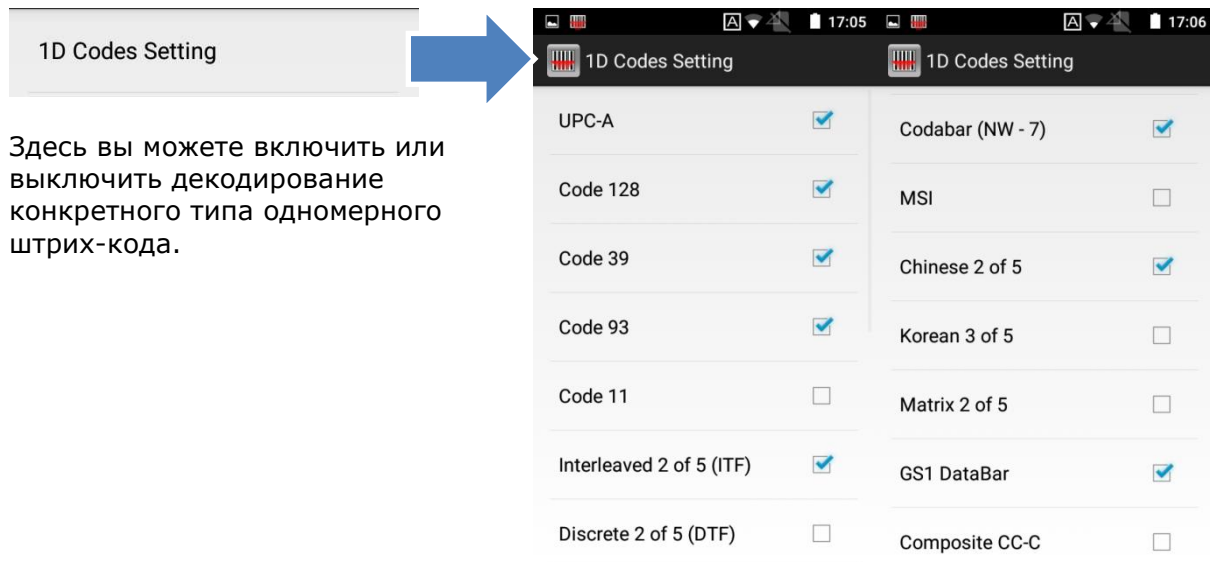 1D Codes Setting
Здесь вы можете включить или
выключить декодирование
конкретного типа одномерного
штрих-кода.
A 17:05
1D Codes Setting
UPC-A
Code 128
Code 39
Code 93
Code 11
Interleaved 2 of 5 (ITF)
Discrete 2 of 5 (DTF)
A 17:06
1D Codes Setting
Codabar (NW - 7)
MSI
Chinese 2 of 5
Korean 3 of 5
Matrix 2 of 5
GS1 DataBar
Composite CC-C